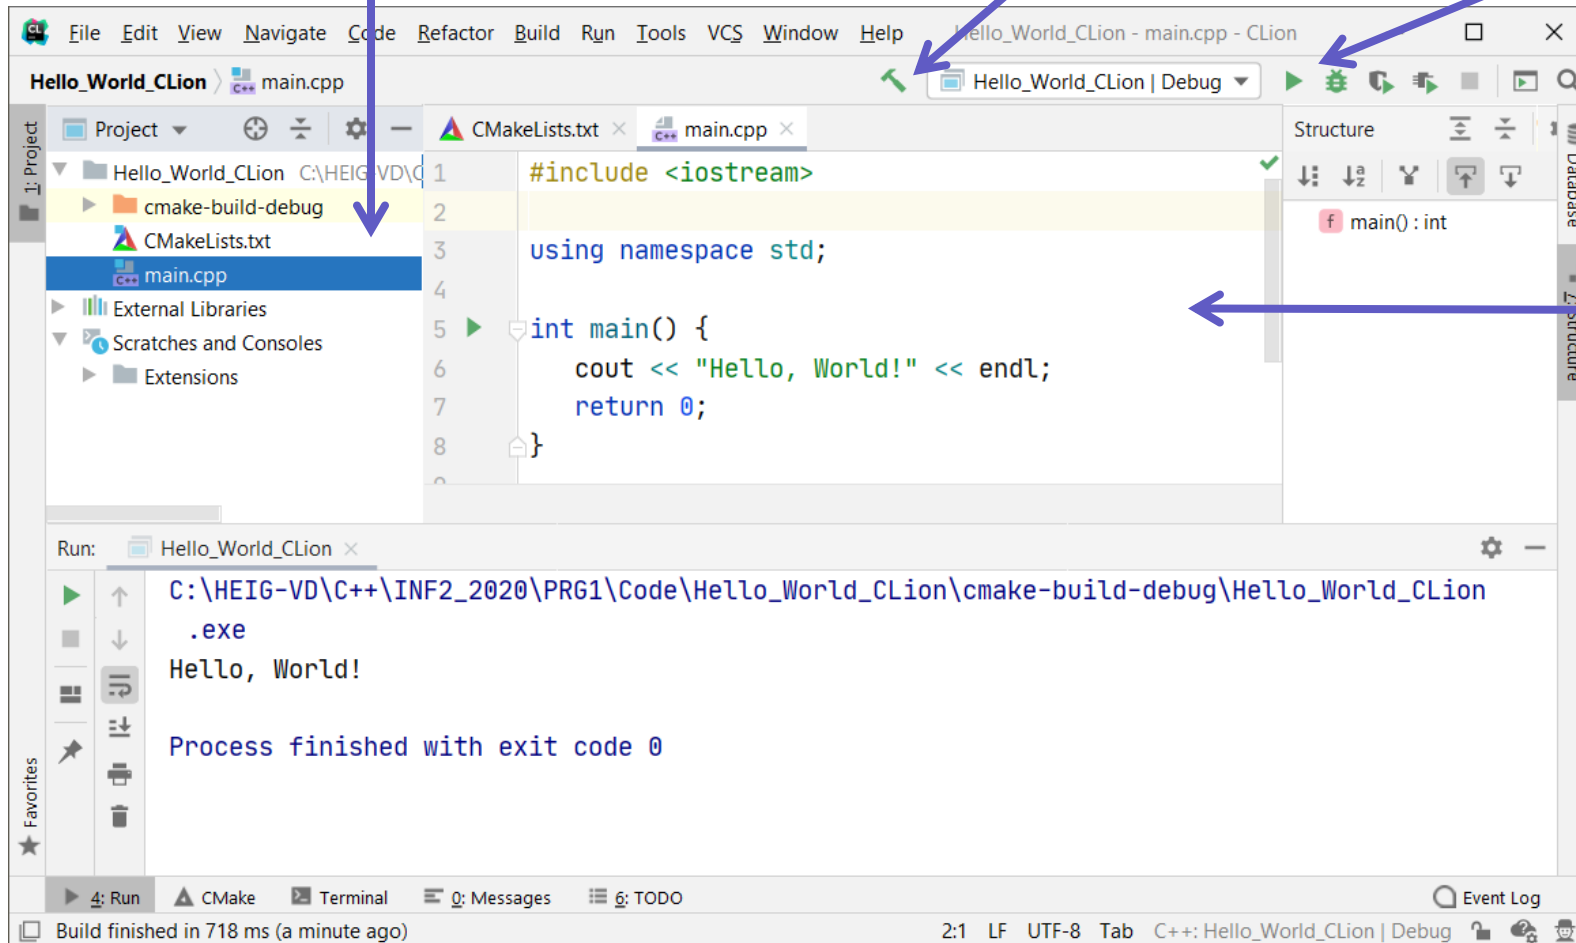 File Edit View Navigate Code Refactor Build Run Tools VCS Window Help Hello_World_CLion - main.cpp - CLion
Hello_World_CLion main.cpp Hello_World_CLion | Debug
1: Project
Project
CMakeLists.txt
main.cpp
Structure
Hello_World_CLion C:\HEIG-VD\C
cmake-build-debug
CMakeLists.txt
main.cpp
External Libraries
Scratches and Consoles
Extensions
1 #include <iostream>
2
3 using namespace std;
4
5 int main() {
6 cout << "Hello, World!" << endl;
7 return 0;
8 }
main() : int
Database
7: Structure
Run: Hello_World_CLion
C:\HEIG-VD\C++\INF2_2020\PRG1\Code\Hello_World_CLion\cmake-build-debug\Hello_World_CLion
.exe
Hello, World!
Process finished with exit code 0
Favorites
4: Run CMake Terminal 0: Messages 6: TODO Event Log
Build finished in 718 ms (a minute ago) 2:1 LF UTF-8 Tab C++: Hello_World_CLion | Debug